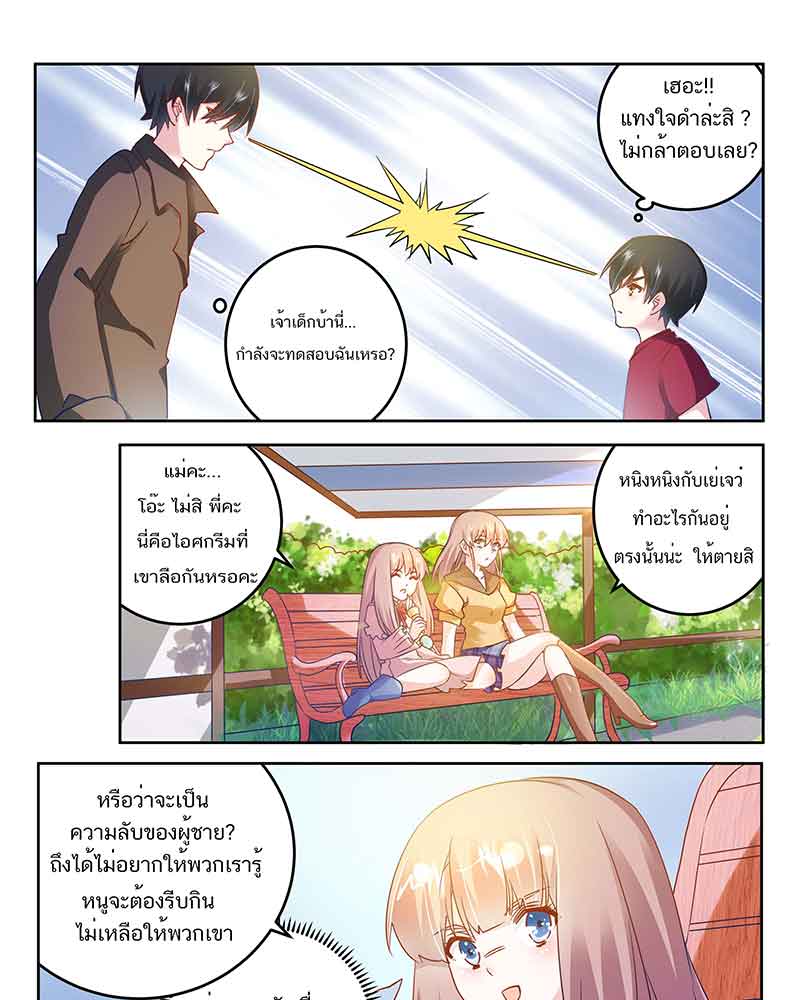 เฮอะ!!
แทงใจดำล่ะสิ ?
ไม่กล้าตอบเลย?
เจ้าเด็กบ้านี่...
กำลังจะทดสอบฉันเหรอ?
แม่คะ...
โอ๊ะ ไม่สิ พี่คะ
นี่คือไอศกรีมที่
เขาลือกันหรอคะ
หนิงหนิงกับเย่เจว่
ทำอะไรกันอยู่
ตรงนั้นน่ะ ให้ตายสิ
หรือว่าจะเป็น
ความลับของผู้ชาย?
ถึงได้ไม่อยากให้พวกเรารู้
หนูจะต้องรีบกิน
ไม่เหลือให้พวกเขา